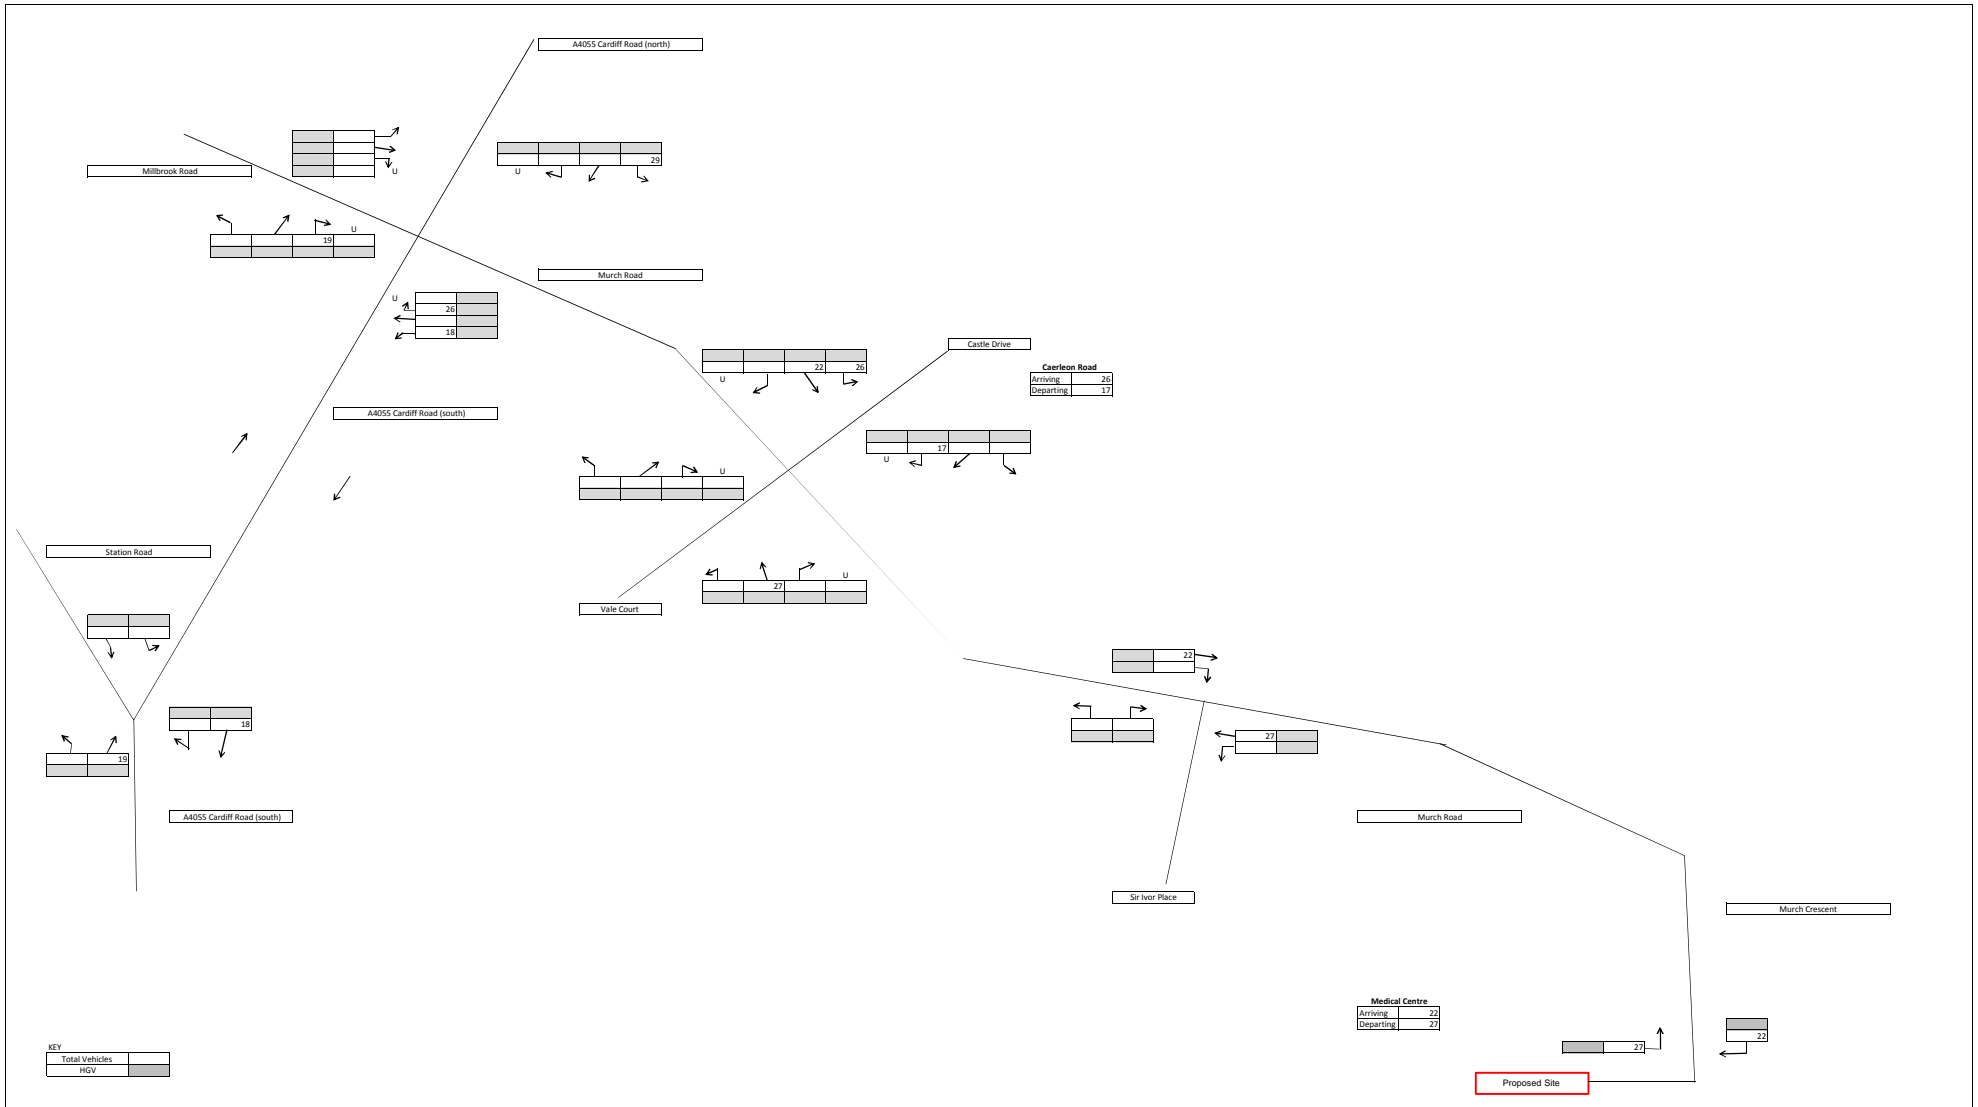 A4055 Cardiff Road (north)
29
U
U
Millbrook Road
U
19
Murch Road
U
26
18
Castle Drive
22 26
U
Caerleon Road
Arriving 26
Departing 17
A4055 Cardiff Road (south)
17
U
U
Station Road
U
27
Vale Court
22
18
27
19
A4055 Cardiff Road (south)
Murch Road
Sir Ivor Place
Murch Crescent
Medical Centre
Arriving 22
Departing 27
22
27
KEY
Total Vehicles
HGV
Proposed Site